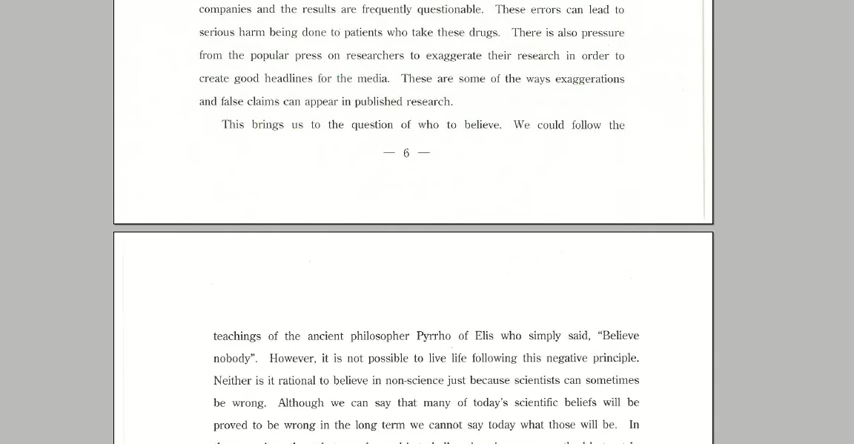 companies and the results are frequently questionable. These errors can lead to
serious harm being done to patients who take these drugs. There is also pressure
from the popular press on researchers to exaggerate their research in order to
create good headlines for the media. These are some of the ways exaggerations
and false claims can appear in published research.
This brings us to the question of who to believe. We could follow the
— 6 —
teachings of the ancient philosopher Pyrrho of Elis who simply said, “Believe
nobody”. However, it is not possible to live life following this negative principle.
Neither is it rational to believe in non-science just because scientists can sometimes
be wrong. Although we can say that many of today's scientific beliefs will be
proved to be wrong in the long term we cannot say today what those will be. In